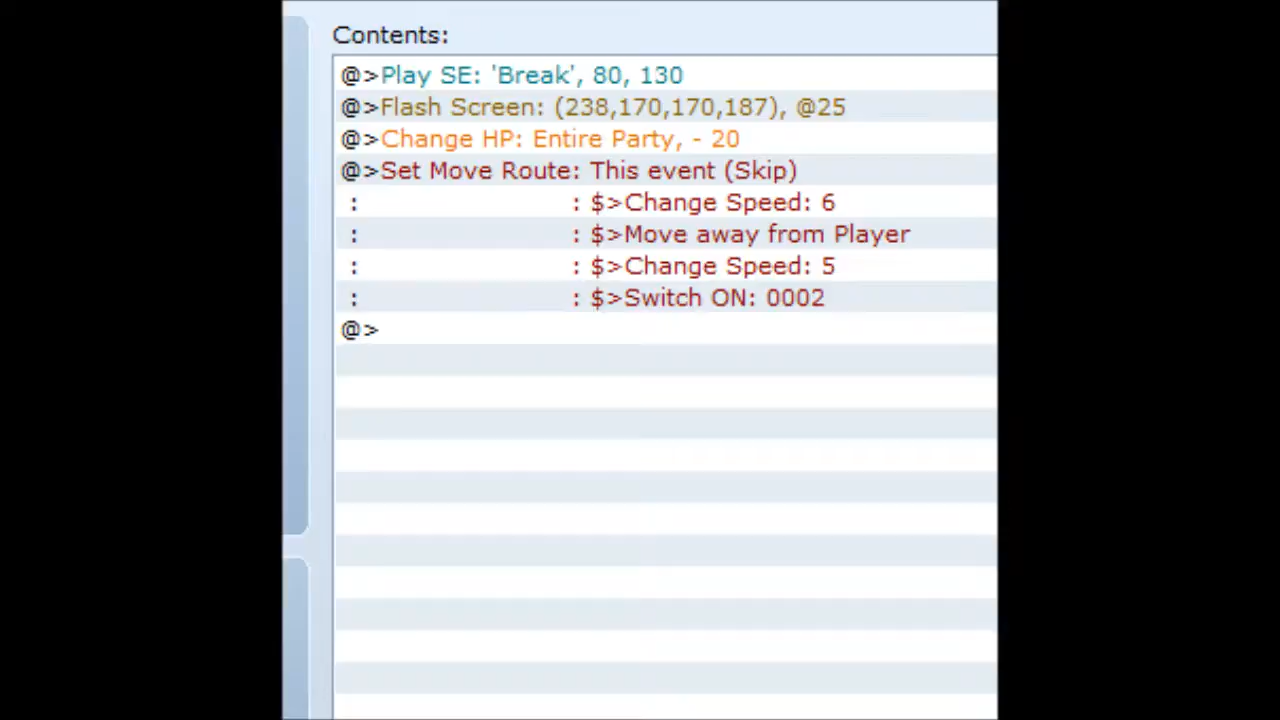 Contents:
@>Play SE: 'Break', 80, 130
@>Flash Screen: (238,170,170,187), @25
@>Change HP: Entire Party, - 20
@>Set Move Route: This event (Skip)
: : $>Change Speed: 6
: : $>Move away from Player
: : $>Change Speed: 5
: : $>Switch ON: 0002
@>